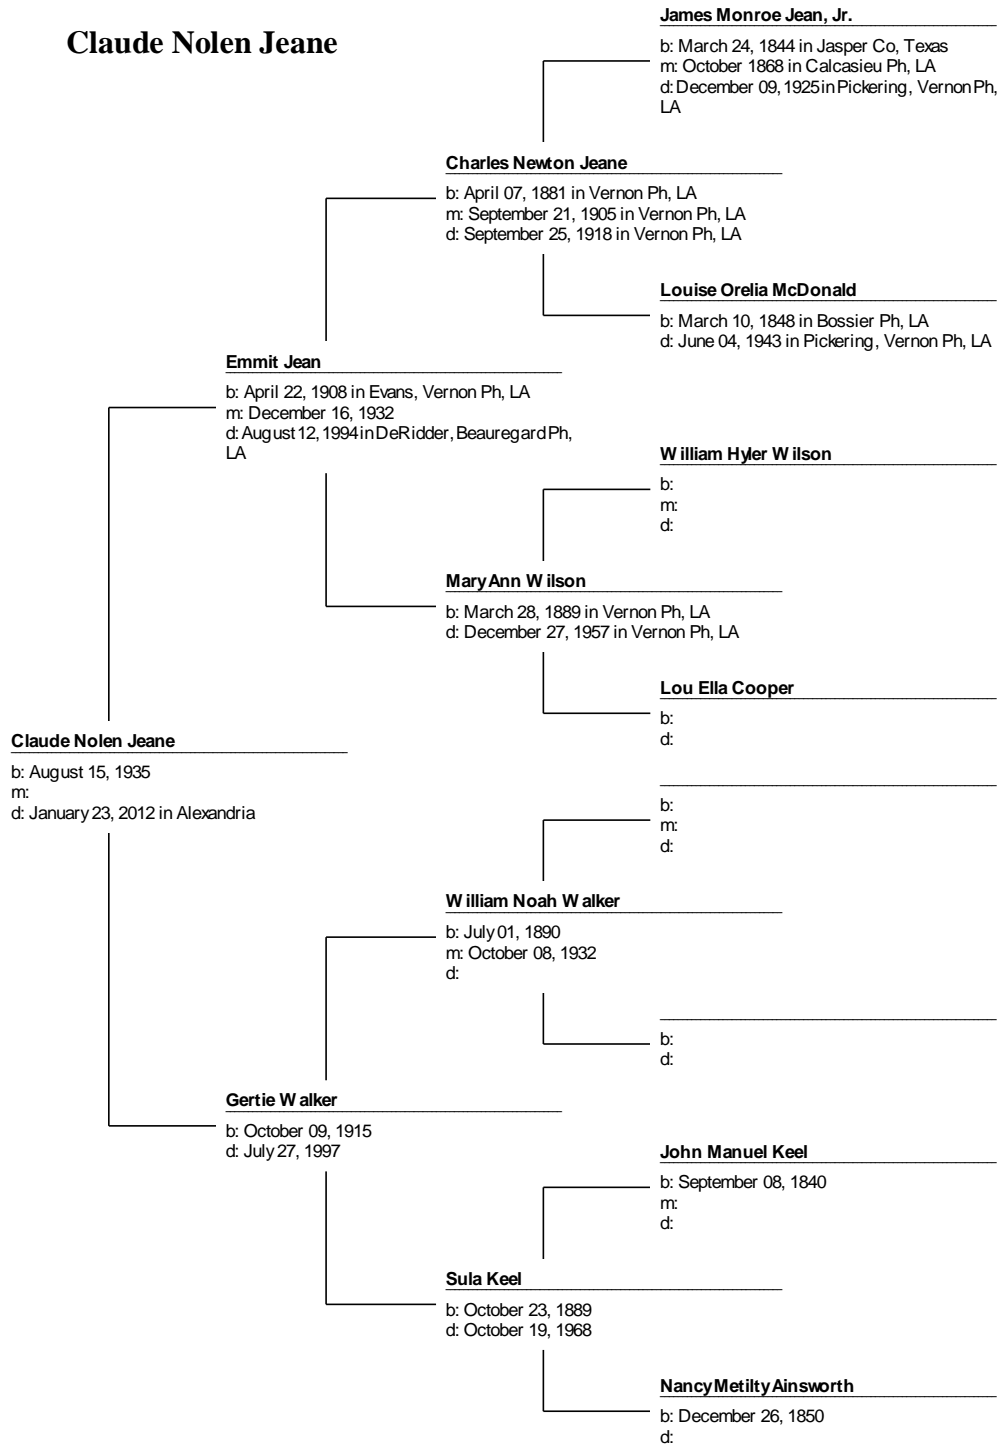 Claude Nolen Jeane
James Monroe Jean, Jr.
b: March 24, 1844 in Jasper Co, Texas
m: October 1868 in Calcasieu Ph, LA
d: December 09, 1925 in Pickering, Vernon Ph,
LA
Charles Newton Jeane
b: April 07, 1881 in Vernon Ph, LA
m: September 21, 1905 in Vernon Ph, LA
d: September 25, 1918 in Vernon Ph, LA
Louise Orelia McDonald
b: March 10, 1848 in Bossier Ph, LA
d: June 04, 1943 in Pickering, Vernon Ph, LA
Emmit Jean
b: April 22, 1908 in Evans, Vernon Ph, LA
m: December 16, 1932
d: August 12, 1994 in DeRidder, Beauregard Ph,
LA
William Hyler Wilson
b:
m:
d:
Mary Ann Wilson
b: March 28, 1889 in Vernon Ph, LA
d: December 27, 1957 in Vernon Ph, LA
Lou Ella Cooper
b:
d:
Claude Nolen Jeane
b: August 15, 1935
m:
d: January 23, 2012 in Alexandria
b:
m:
d:
William Noah Walker
b: July 01, 1890
m: October 08, 1932
d:
b:
d:
Gertie Walker
b: October 09, 1915
d: July 27, 1997
John Manuel Keel
b: September 08, 1840
m:
d:
Sula Keel
b: October 23, 1889
d: October 19, 1968
Nancy Metilty Ainsworth
b: December 26, 1850
d: